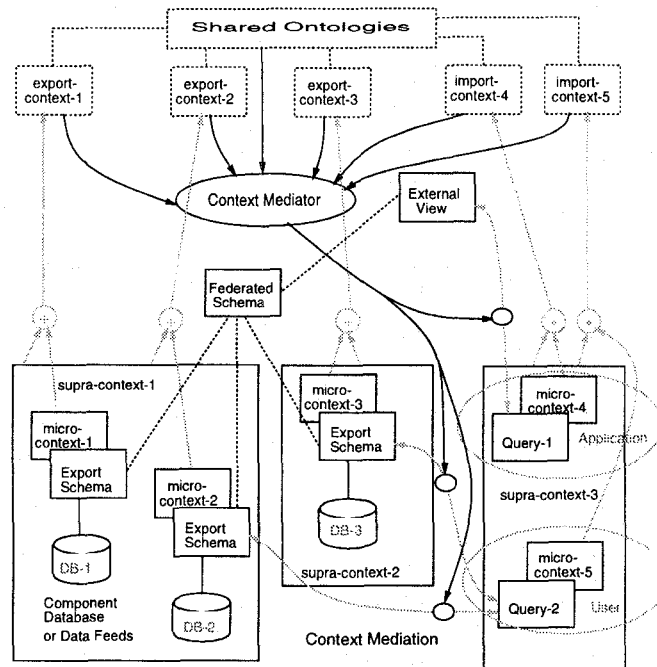 Shared Ontologies
export-
context-1
export-
context-2
export-
context-3
import-
context-4
import-
context-5
Context Mediator
External
View
Federated
Schema
+
+
+
+
+
supra-context-1
micro-
context-1
Export
Schema
DB-1
Component
Database
or Data Feeds
micro-
context-2
Export
Schema
DB-2
micro-
context-3
Export
Schema
DB-3
supra-context-2
micro-
context-4
Query-1
Application
supra-context-3
micro-
context-5
Query-2
User
Context Mediation